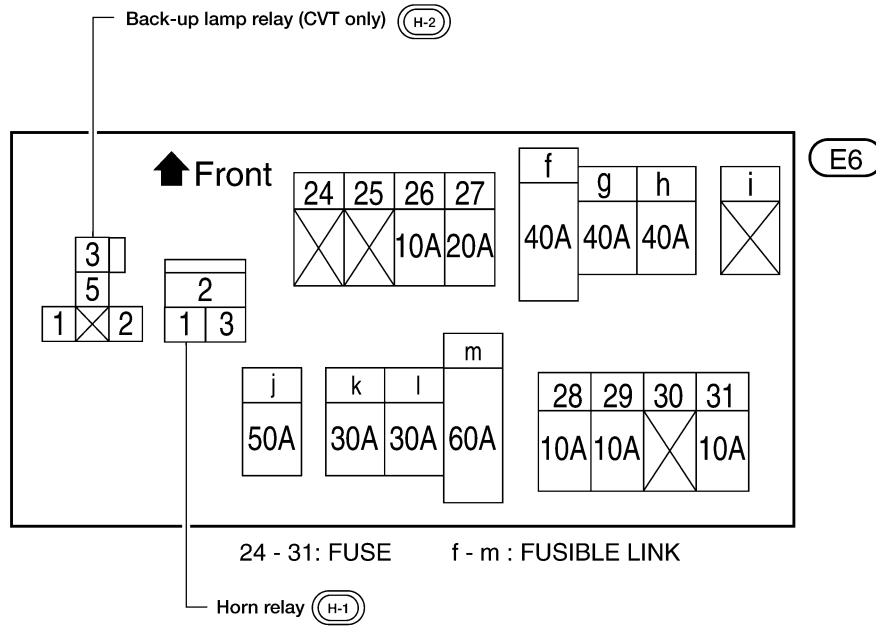 Back-up lamp relay (CVT only) H-2
E6
Front
24 25 26 27
10A 20A
f g h i
40A 40A 40A
3
5
1 2
2
1 3
j k l m
50A 30A 30A 60A
28 29 30 31
10A 10A 10A
24 - 31: FUSE f - m : FUSIBLE LINK
Horn relay H-1